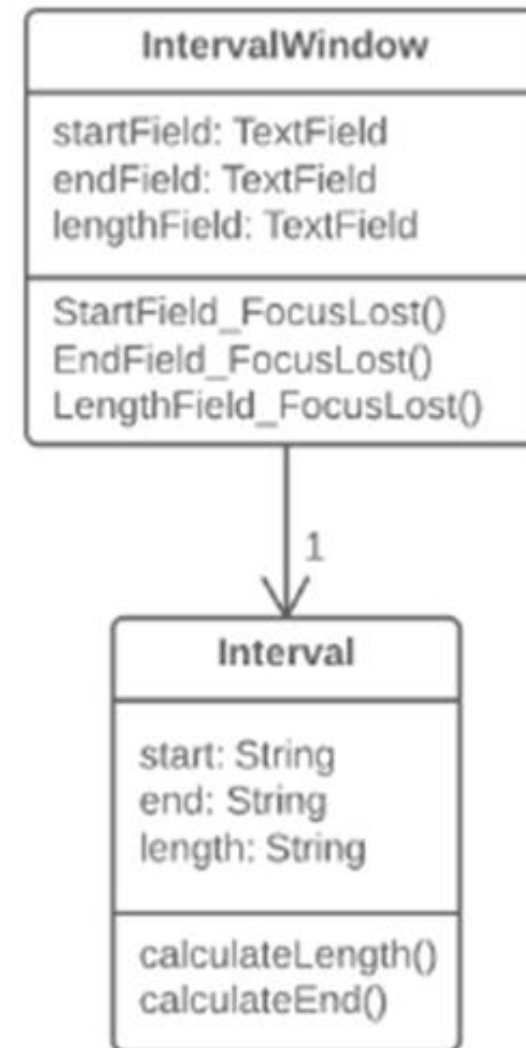 IntervalWindow
startField: TextField
endField: TextField
lengthField: TextField
StartField_FocusLost()
EndField_FocusLost()
LengthField_FocusLost()
1
Interval
start: String
end: String
length: String
calculateLength()
calculateEnd()